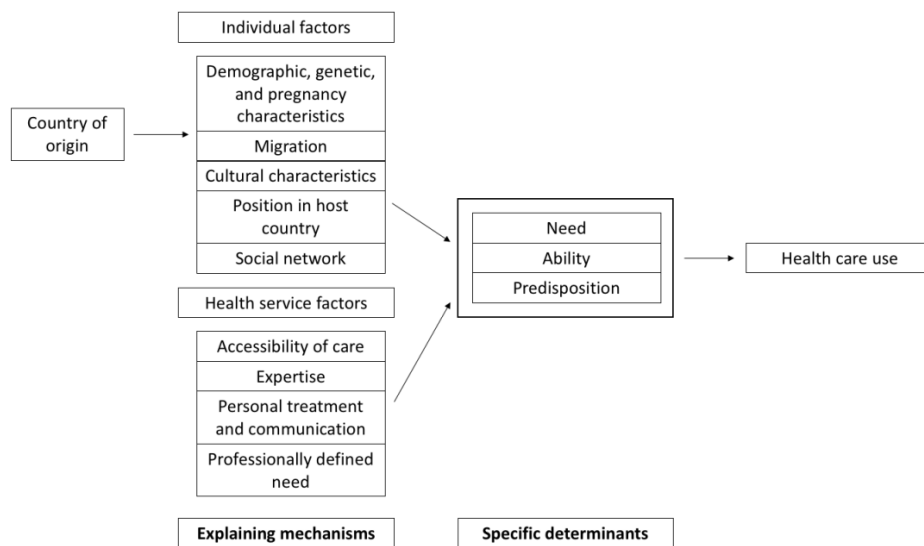 Individual factors
Demographic, genetic,
and pregnancy
characteristics
Country of
origin
Migration
Cultural characteristics
Position in host
country
Social network
Need
Ability
Predisposition
Health care use
Health service factors
Accessibility of care
Expertise
Personal treatment
and communication
Professionally defined
need
Explaining mechanisms
Specific determinants